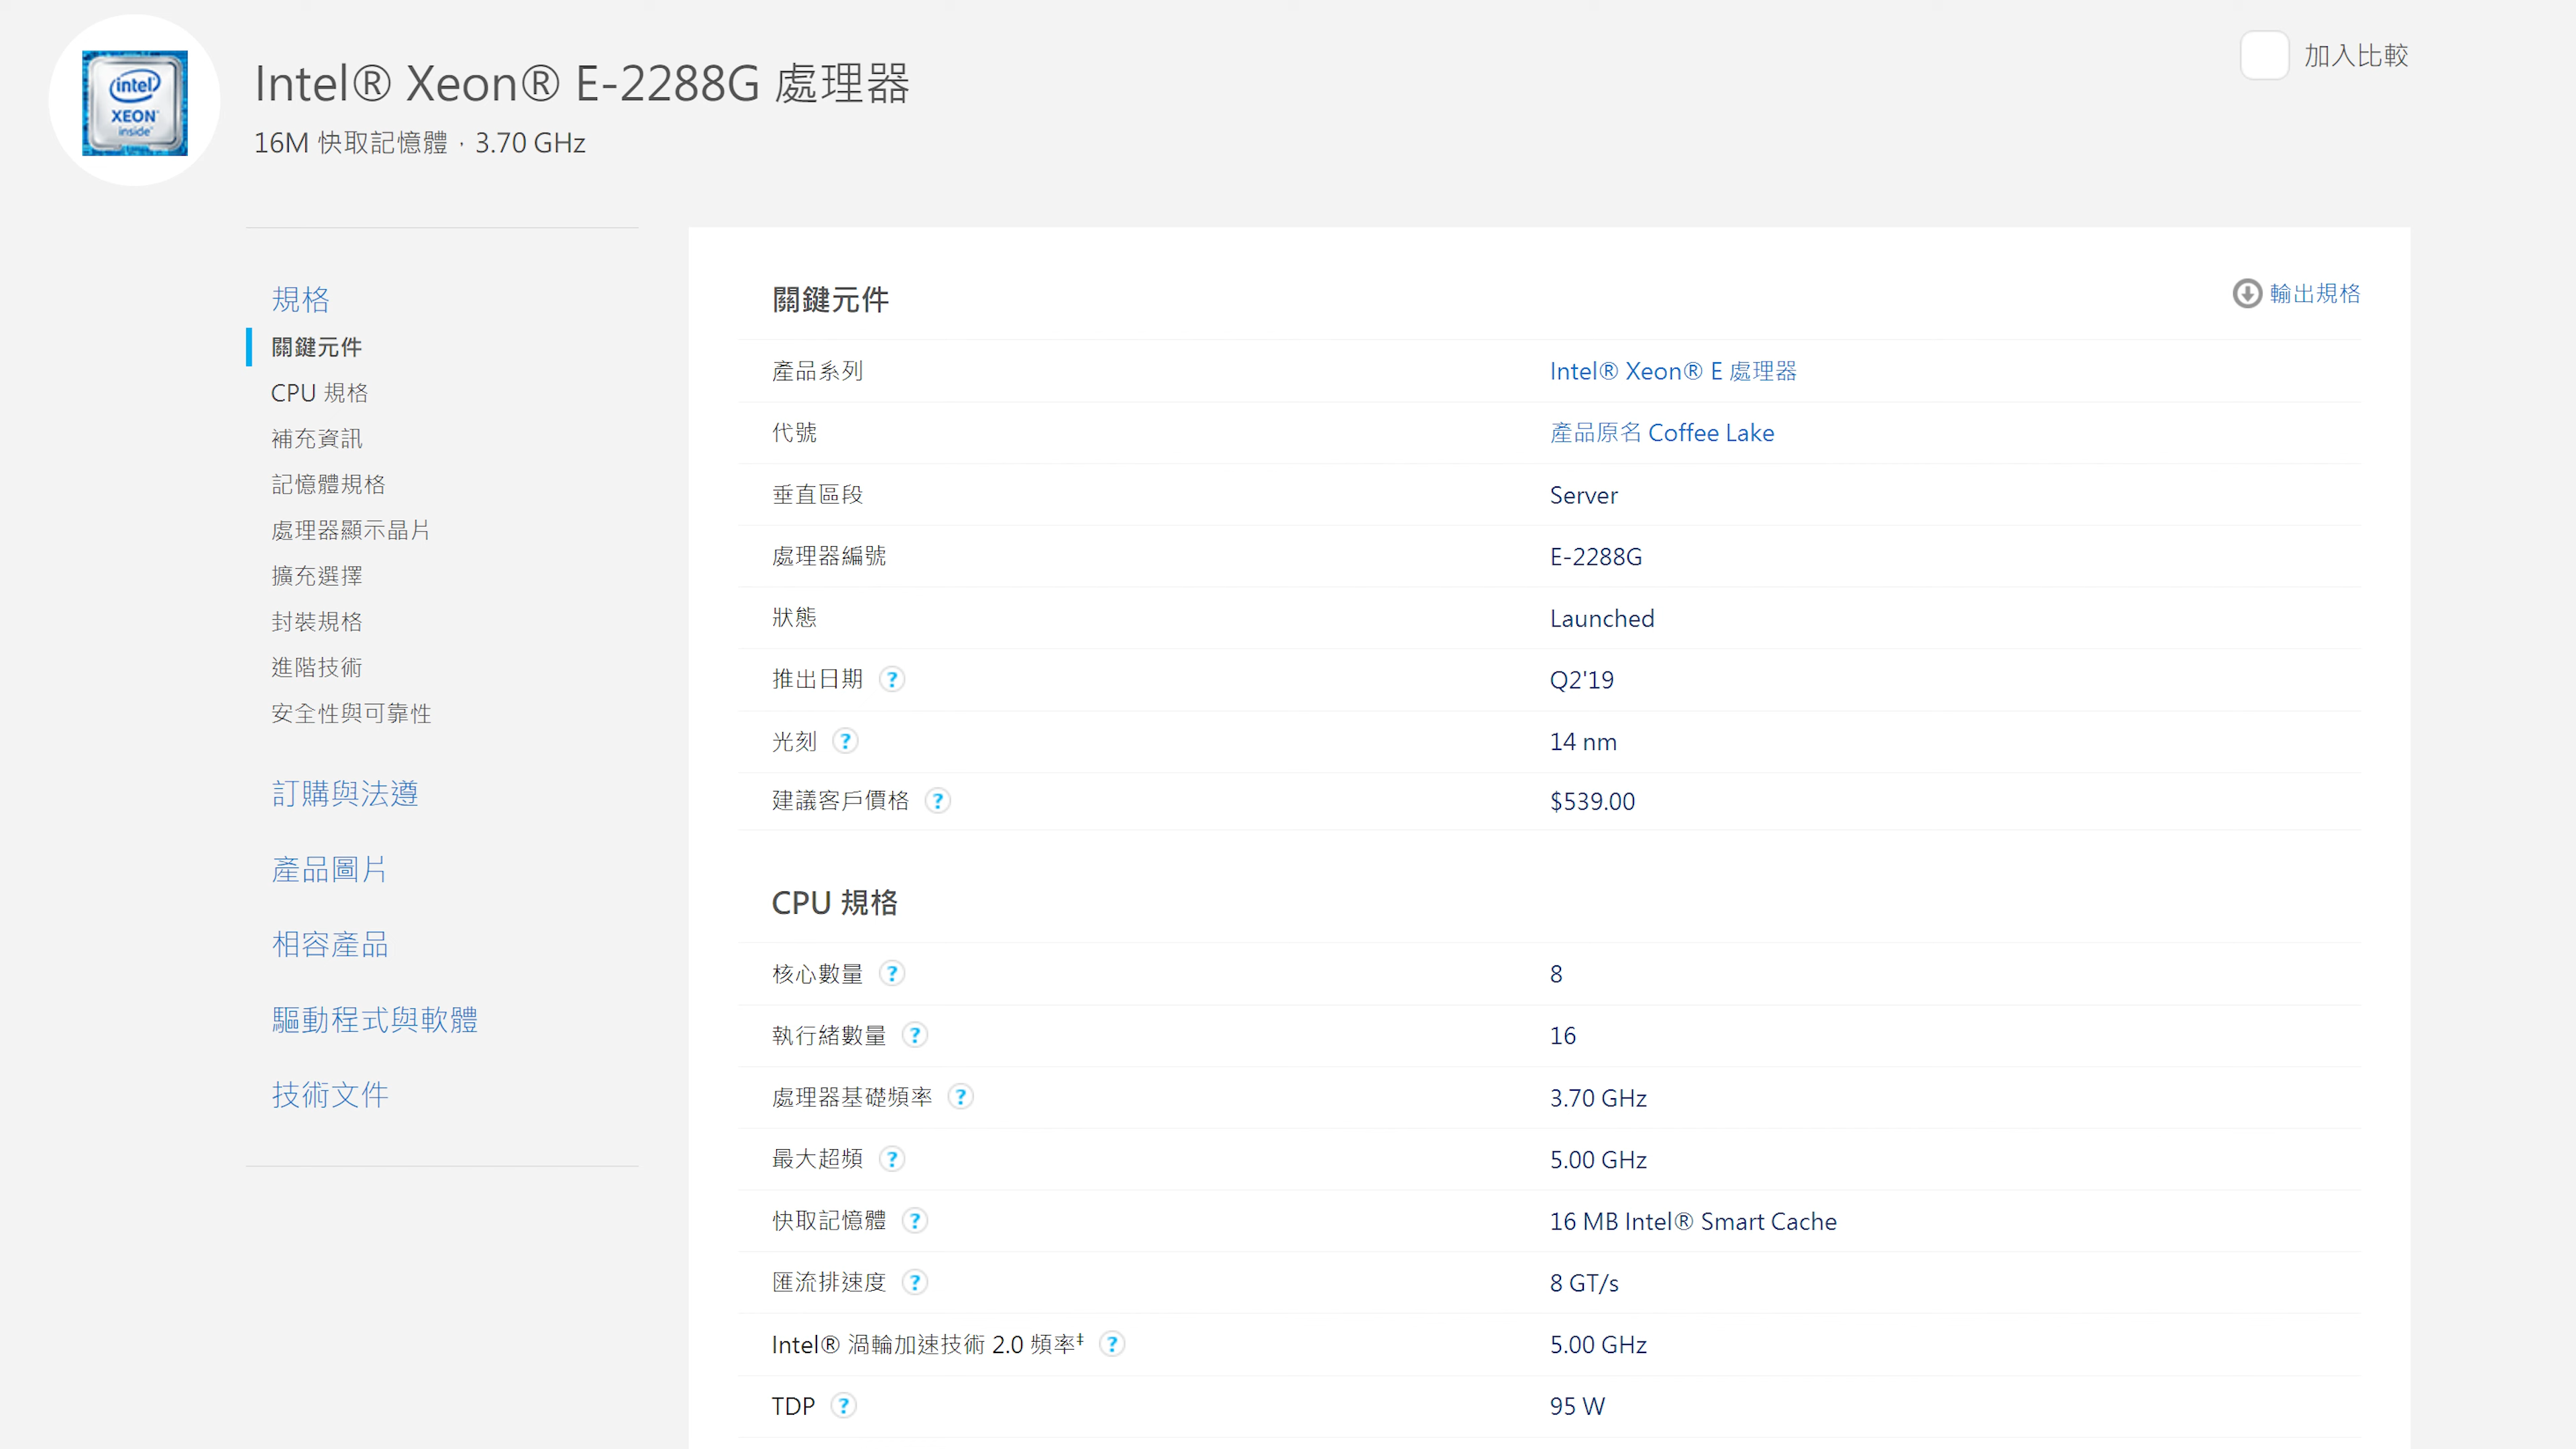 intel
XEON
inside
Intel® Xeon® E-2288G 處理器
16M 快取記憶體，3.70 GHz
加入比較
規格
關鍵元件
CPU 規格
補充資訊
記憶體規格
處理器顯示晶片
擴充選擇
封裝規格
進階技術
安全性與可靠性
訂購與法遵
產品圖片
相容產品
驅動程式與軟體
技術文件
關鍵元件
輸出規格
產品系列 Intel® Xeon® E 處理器
代號 產品原名 Coffee Lake
垂直區段 Server
處理器編號 E-2288G
狀態 Launched
推出日期 ? Q2'19
光刻 ? 14 nm
建議客戶價格 ? $539.00
CPU 規格
核心數量 ? 8
執行緒數量 ? 16
處理器基礎頻率 ? 3.70 GHz
最大超頻 ? 5.00 GHz
快取記憶體 ? 16 MB Intel® Smart Cache
匯流排速度 ? 8 GT/s
Intel® 渦輪加速技術 2.0 頻率‡ ? 5.00 GHz
TDP ? 95 W